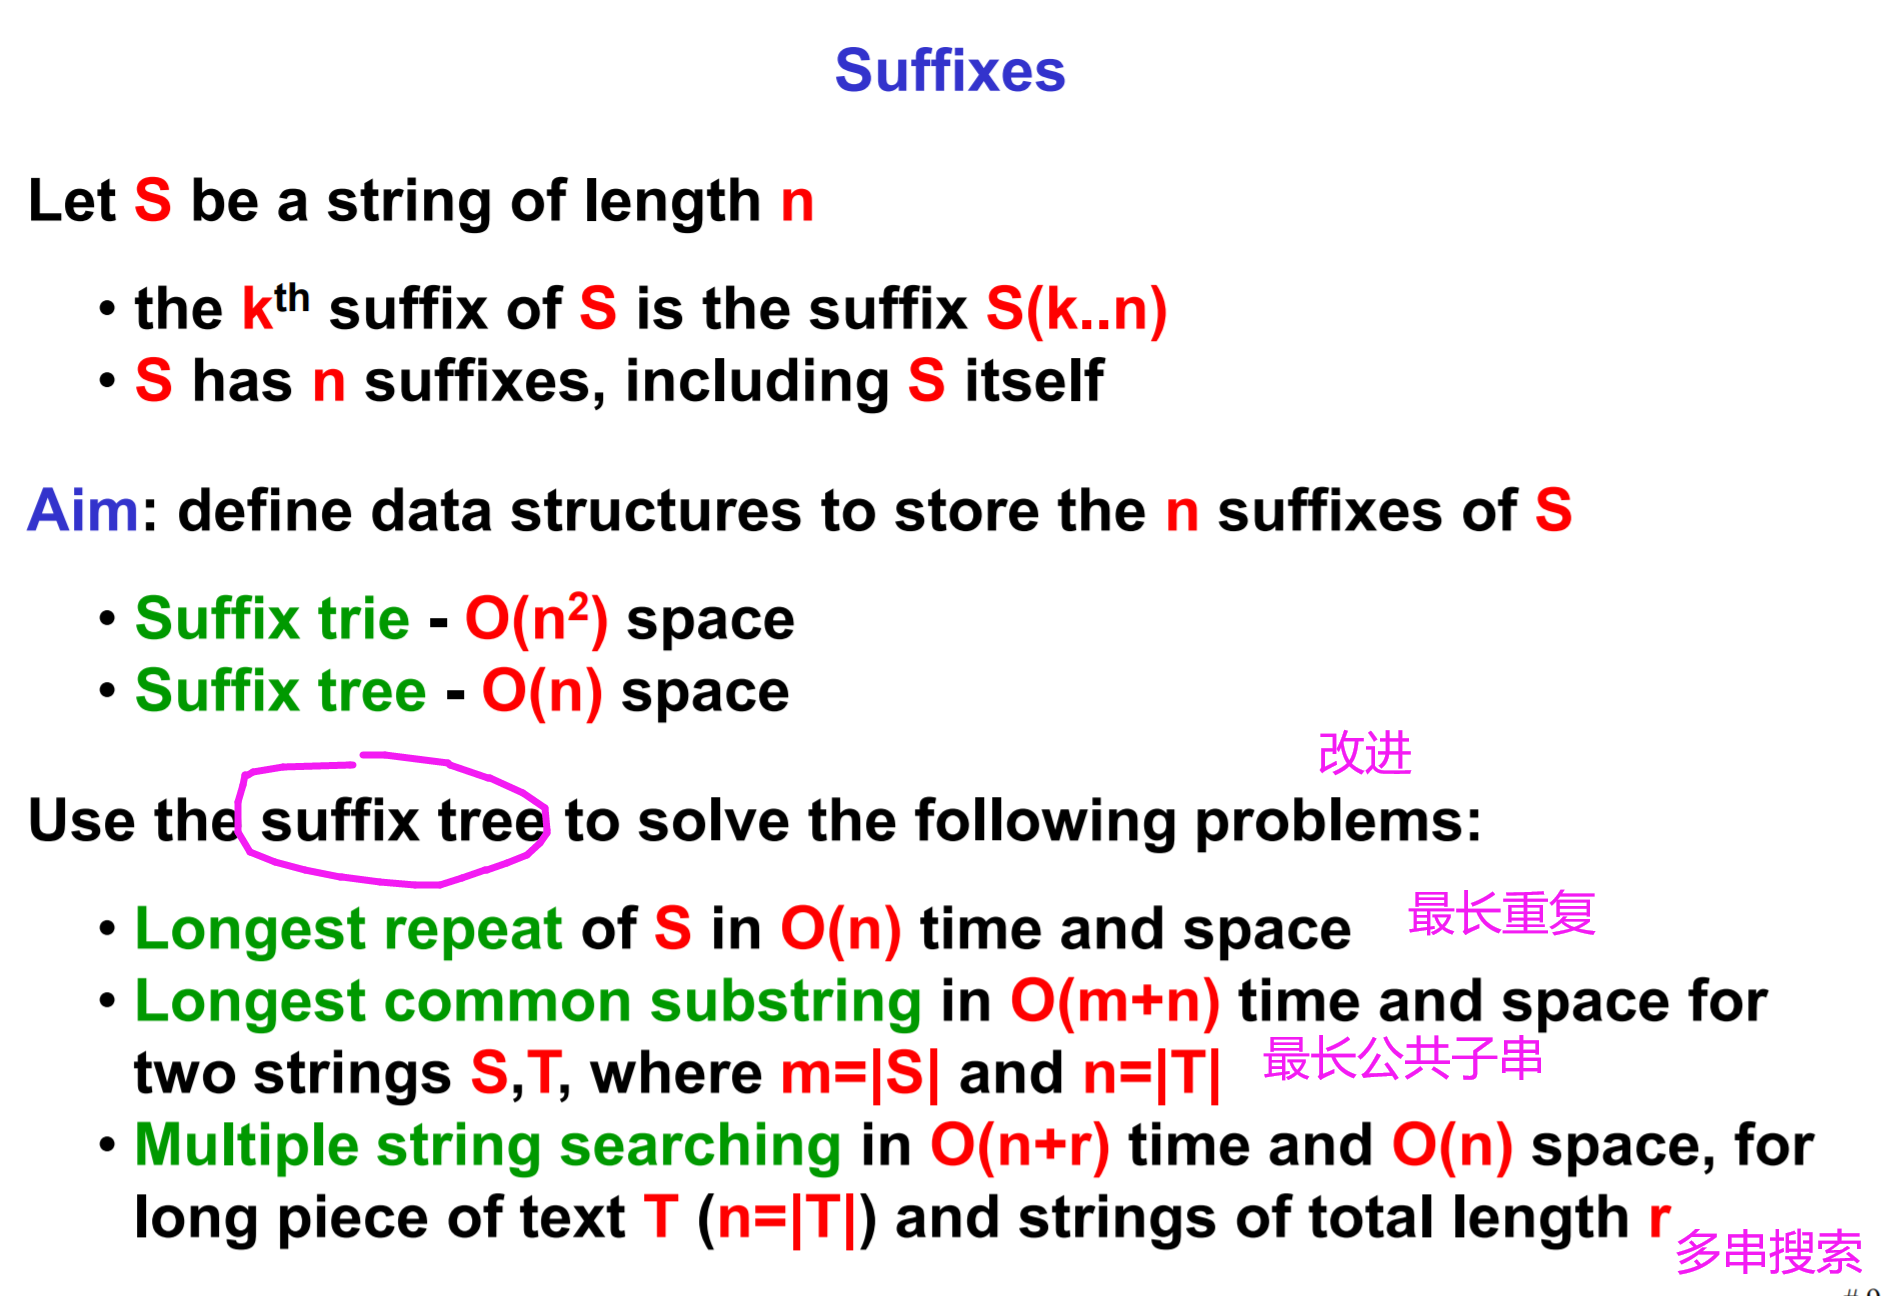 Suffixes
Let S be a string of length n
• the kth suffix of S is the suffix S(k..n)
• S has n suffixes, including S itself
Aim: define data structures to store the n suffixes of S
• Suffix trie - O(n²) space
• Suffix tree - O(n) space
改进
Use the suffix tree to solve the following problems:
• Longest repeat of S in O(n) time and space 最长重复
• Longest common substring in O(m+n) time and space for
two strings S,T, where m=|S| and n=|T| 最长公共子串
• Multiple string searching in O(n+r) time and O(n) space, for
long piece of text T (n=|T|) and strings of total length r
多串搜索